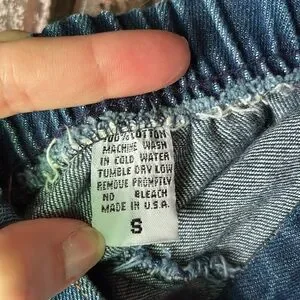 100% COTTON
MACHINE WASH
IN COLD WATER
TUMBLE DRY LOW
REMOVE PROMPTLY
NO BLEACH
MADE IN U.S.A.
S